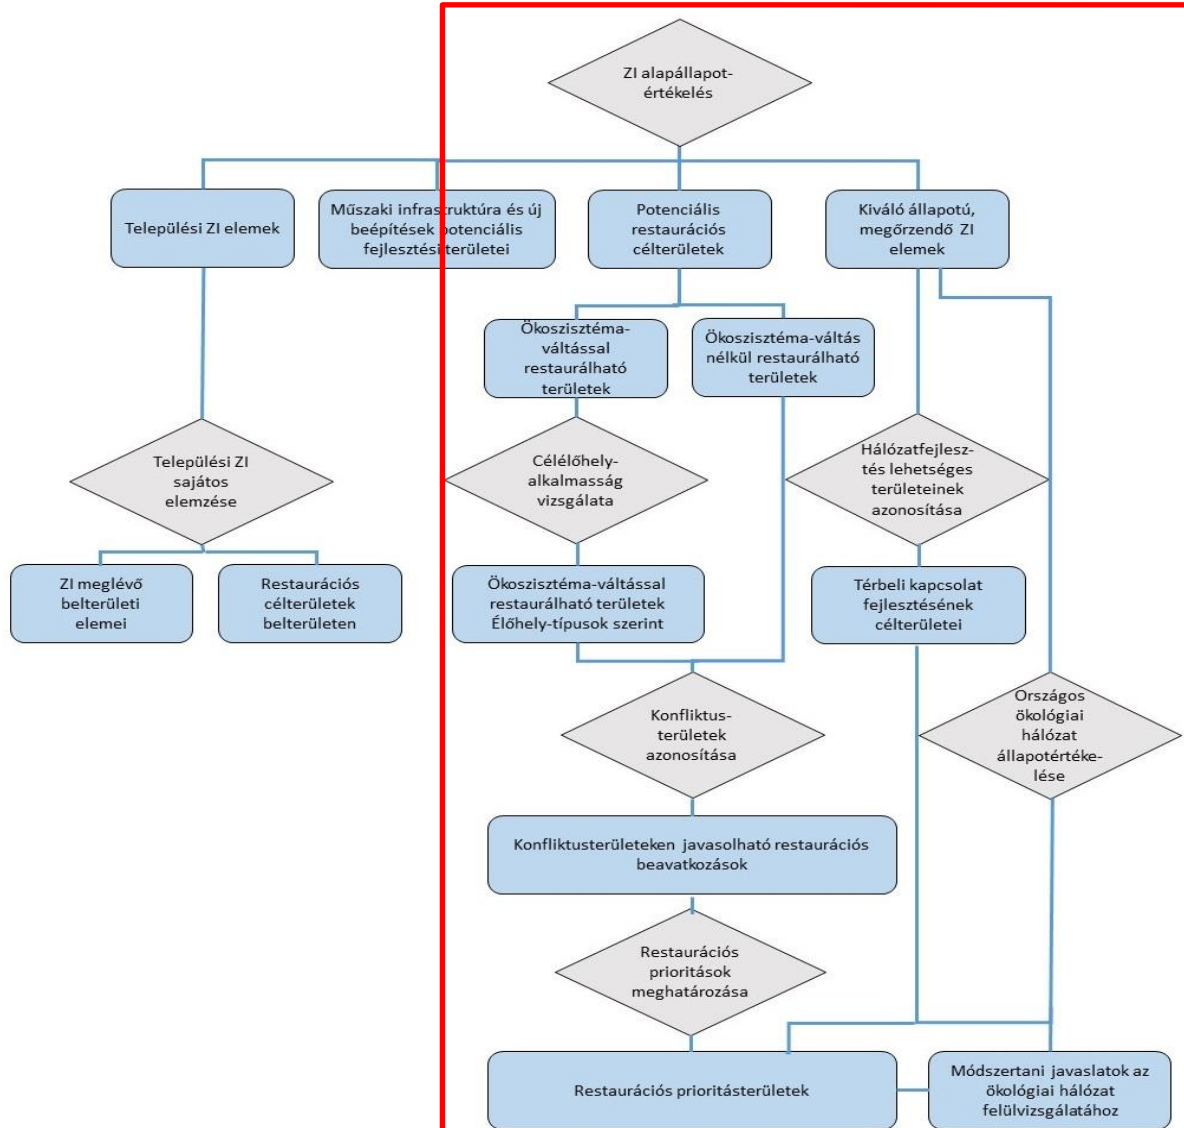 ZI alapállapot-
értékelés
Települési ZI elemek
Műszaki infrastruktúra és új
beépítések potenciális
fejlesztési területei
Potenciális
restaurációs
célterületek
Kiváló állapotú,
megőrzendő ZI
elemek
Ökoszisztéma-
váltással
restaurálható
területek
Ökoszisztéma-váltás
nélkül restaurálható
területek
Települési ZI
sajátos
elemzése
Célélőhely-
alkalmasság
vizsgálata
Hálózatfejlesz-
tés lehetséges
területeinek
azonosítása
ZI meglévő
belterületi
elemei
Restaurációs
célterületek
belterületen
Ökoszisztéma-váltással
restaurálható területek
Élőhely-típusok szerint
Térbeli kapcsolat
fejlesztésének
célterületei
Konfliktus-
területek
azonosítása
Országos
ökológiai
hálózat
állapotértéke-
lése
Konfliktusterületeken javasolható restaurációs
beavatkozások
Restaurációs
prioritások
meghatározása
Restaurációs prioritásterületek
Módszertani javaslatok az
ökológiai hálózat
felülvizsgálatához